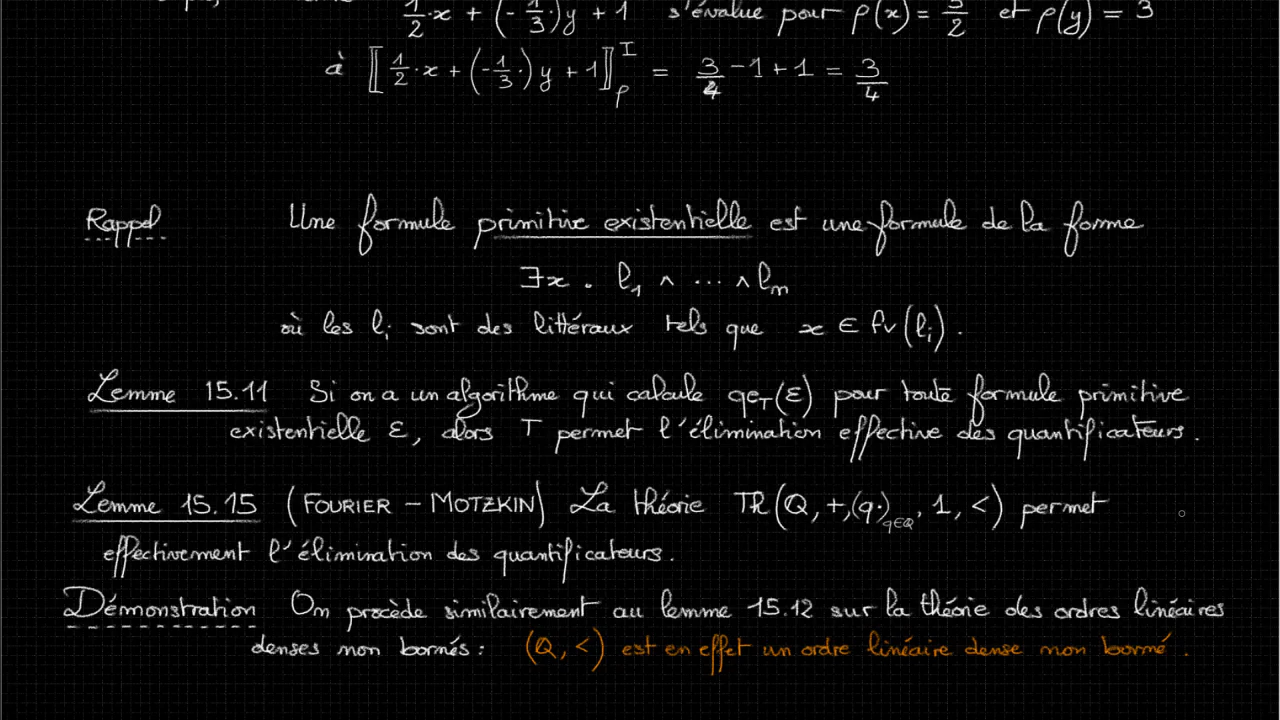 1/2·x + (-1/3·)y + 1 s'évalue pour ρ(x) = 3/2 et ρ(y) = 3
à ⟦1/2·x + (-1/3·)y + 1⟧ᴵρ = 3/4 - 1 + 1 = 3/4
Rappel Une formule primitive existentielle est une formule de la forme
∃x . l₁ ∧ ... ∧ lₘ
où les lᵢ sont des littéraux tels que x ∈ fv(lᵢ).
Lemme 15.11 Si on a un algorithme qui calcule qe_T(ε) pour toute formule primitive
existentielle ε, alors T permet l'élimination effective des quantificateurs.
Lemme 15.15 (FOURIER - MOTZKIN) La théorie Th(Q, +, (q·)_{q∈Q}, 1, <) permet
effectivement l'élimination des quantificateurs.
Démonstration On procède similairement au lemme 15.12 sur la théorie des ordres linéaires
denses non bornés : (Q, <) est en effet un ordre linéaire dense non borné.